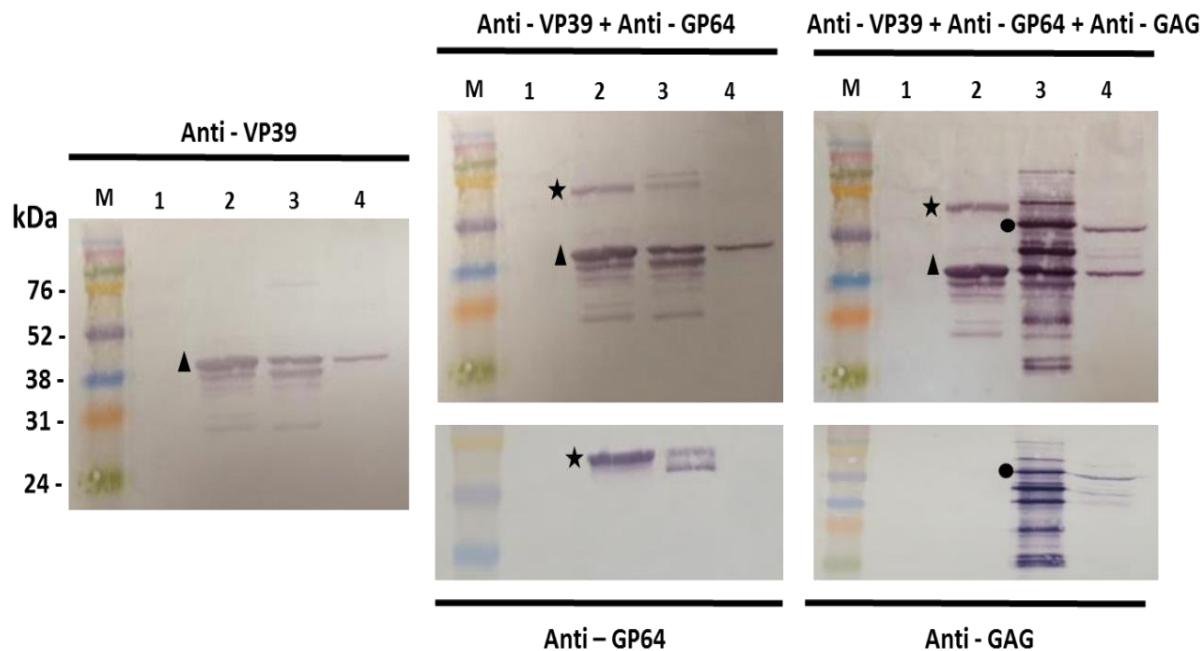 Anti - VP39
M 1 2 3 4
kDa
76 -
52 -
38 -
31 -
24 -
Anti - VP39 + Anti - GP64
M 1 2 3 4
Anti – GP64
Anti - VP39 + Anti - GP64 + Anti - GAG
M 1 2 3 4
Anti - GAG